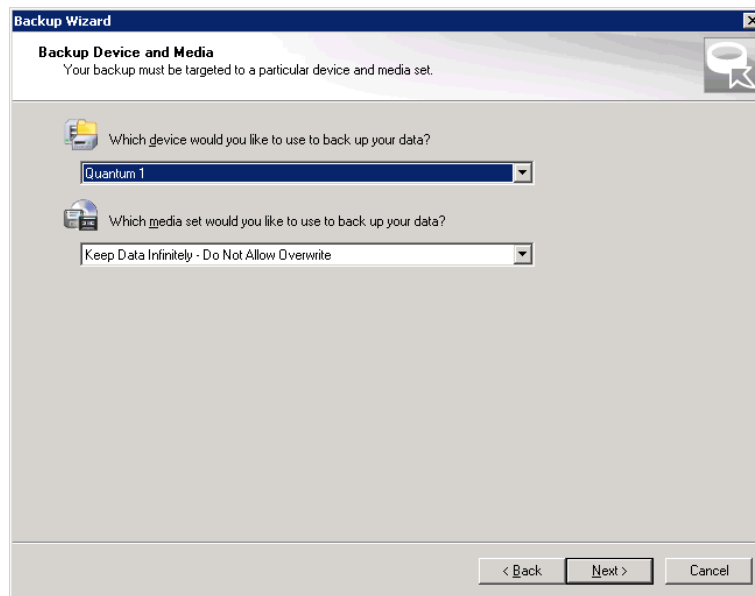 Backup Wizard
Backup Device and Media
Your backup must be targeted to a particular device and media set.
Which device would you like to use to back up your data?
Quantum 1
Which media set would you like to use to back up your data?
Keep Data Infinitely - Do Not Allow Overwrite
< Back Next > Cancel